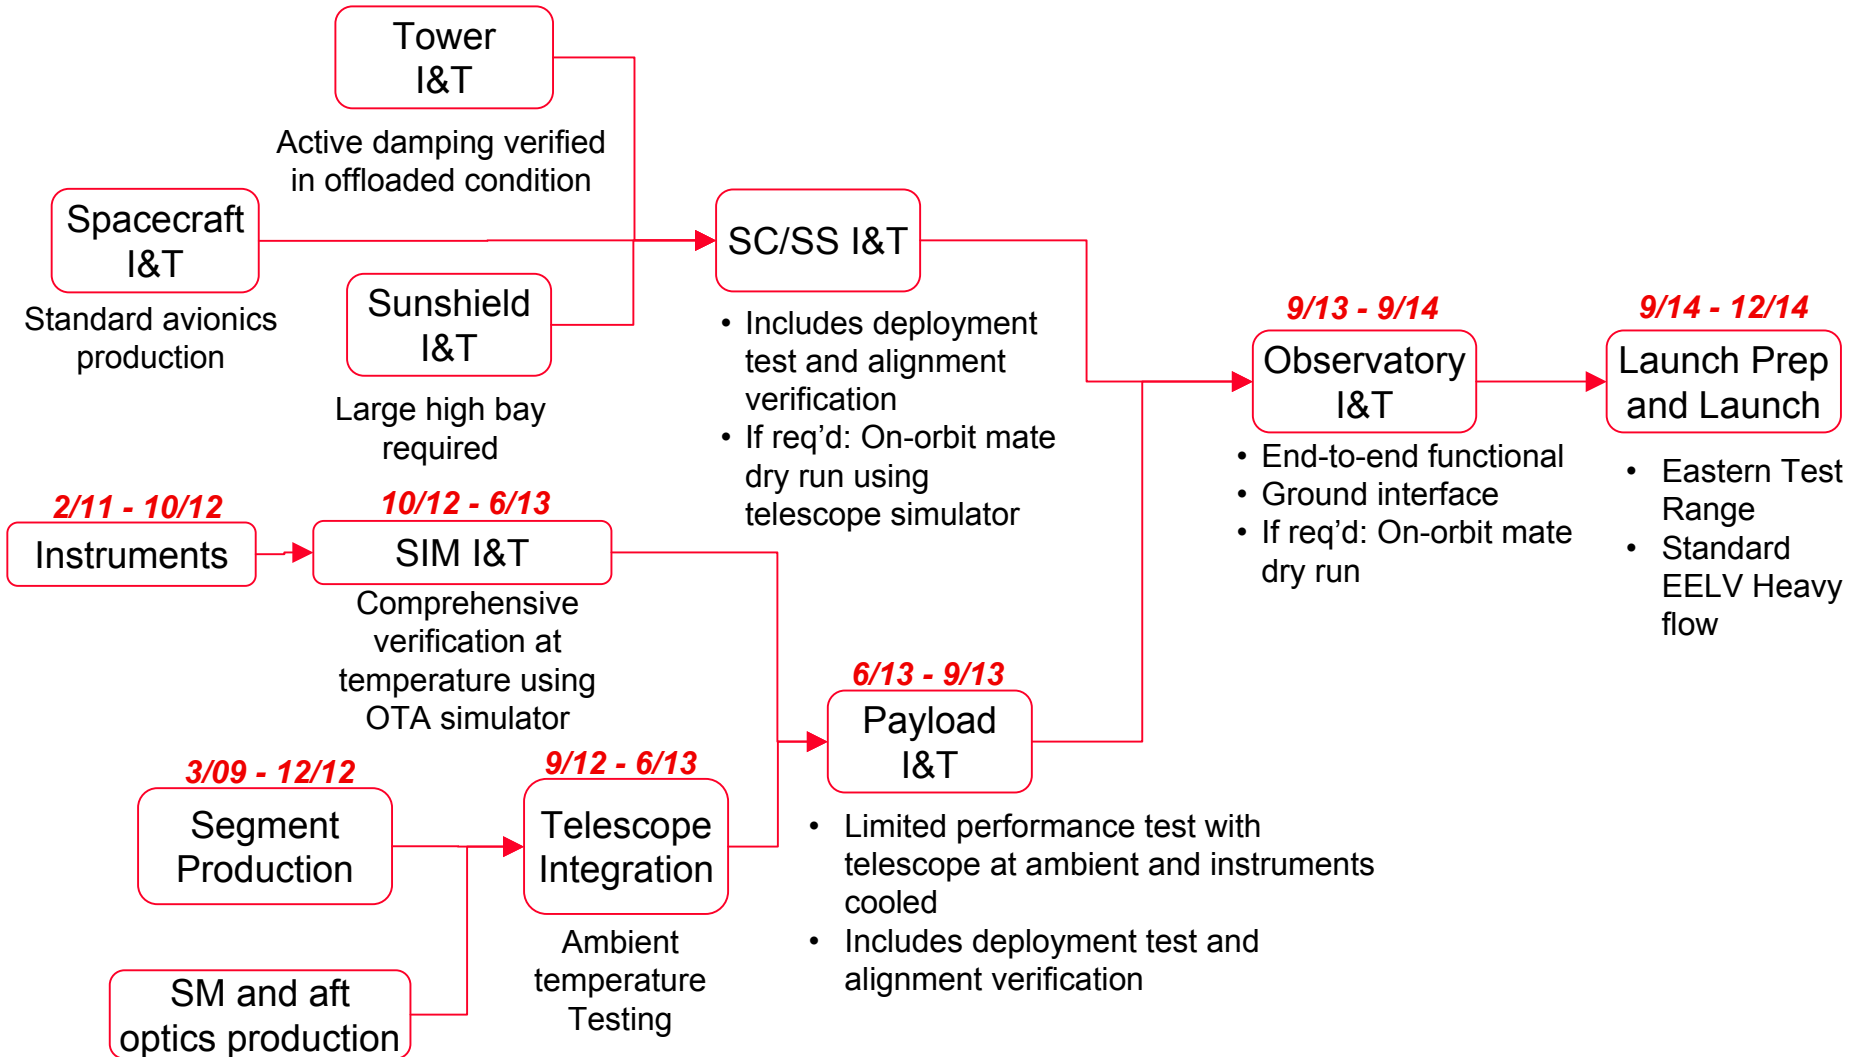 Tower
I&T
Active damping verified
in offloaded condition
Spacecraft
I&T
Standard avionics
production
Sunshield
I&T
Large high bay
required
SC/SS I&T
• Includes deployment
test and alignment
verification
• If req’d: On-orbit mate
dry run using
telescope simulator
9/13 - 9/14
Observatory
I&T
• End-to-end functional
• Ground interface
• If req’d: On-orbit mate
dry run
9/14 - 12/14
Launch Prep
and Launch
• Eastern Test
Range
• Standard
EELV Heavy
flow
2/11 - 10/12
Instruments
10/12 - 6/13
SIM I&T
Comprehensive
verification at
temperature using
OTA simulator
3/09 - 12/12
Segment
Production
SM and aft
optics production
9/12 - 6/13
Telescope
Integration
Ambient
temperature
Testing
6/13 - 9/13
Payload
I&T
• Limited performance test with
telescope at ambient and instruments
cooled
• Includes deployment test and
alignment verification